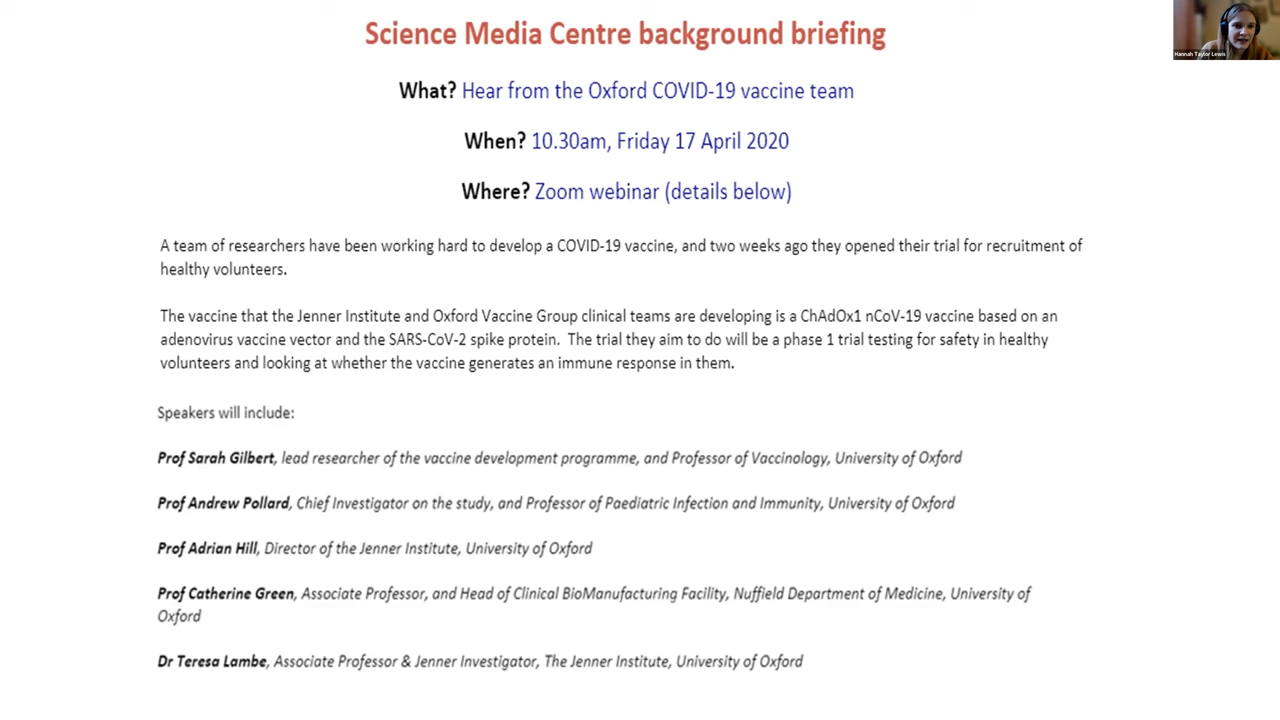 Science Media Centre background briefing
Hannah Taylor Lewis
What? Hear from the Oxford COVID-19 vaccine team
When? 10.30am, Friday 17 April 2020
Where? Zoom webinar (details below)
A team of researchers have been working hard to develop a COVID-19 vaccine, and two weeks ago they opened their trial for recruitment of
healthy volunteers.
The vaccine that the Jenner Institute and Oxford Vaccine Group clinical teams are developing is a ChAdOx1 nCoV-19 vaccine based on an
adenovirus vaccine vector and the SARS-CoV-2 spike protein. The trial they aim to do will be a phase 1 trial testing for safety in healthy
volunteers and looking at whether the vaccine generates an immune response in them.
Speakers will include:
Prof Sarah Gilbert, lead researcher of the vaccine development programme, and Professor of Vaccinology, University of Oxford
Prof Andrew Pollard, Chief Investigator on the study, and Professor of Paediatric Infection and Immunity, University of Oxford
Prof Adrian Hill, Director of the Jenner Institute, University of Oxford
Prof Catherine Green, Associate Professor, and Head of Clinical BioManufacturing Facility, Nuffield Department of Medicine, University of
Oxford
Dr Teresa Lambe, Associate Professor & Jenner Investigator, The Jenner Institute, University of Oxford